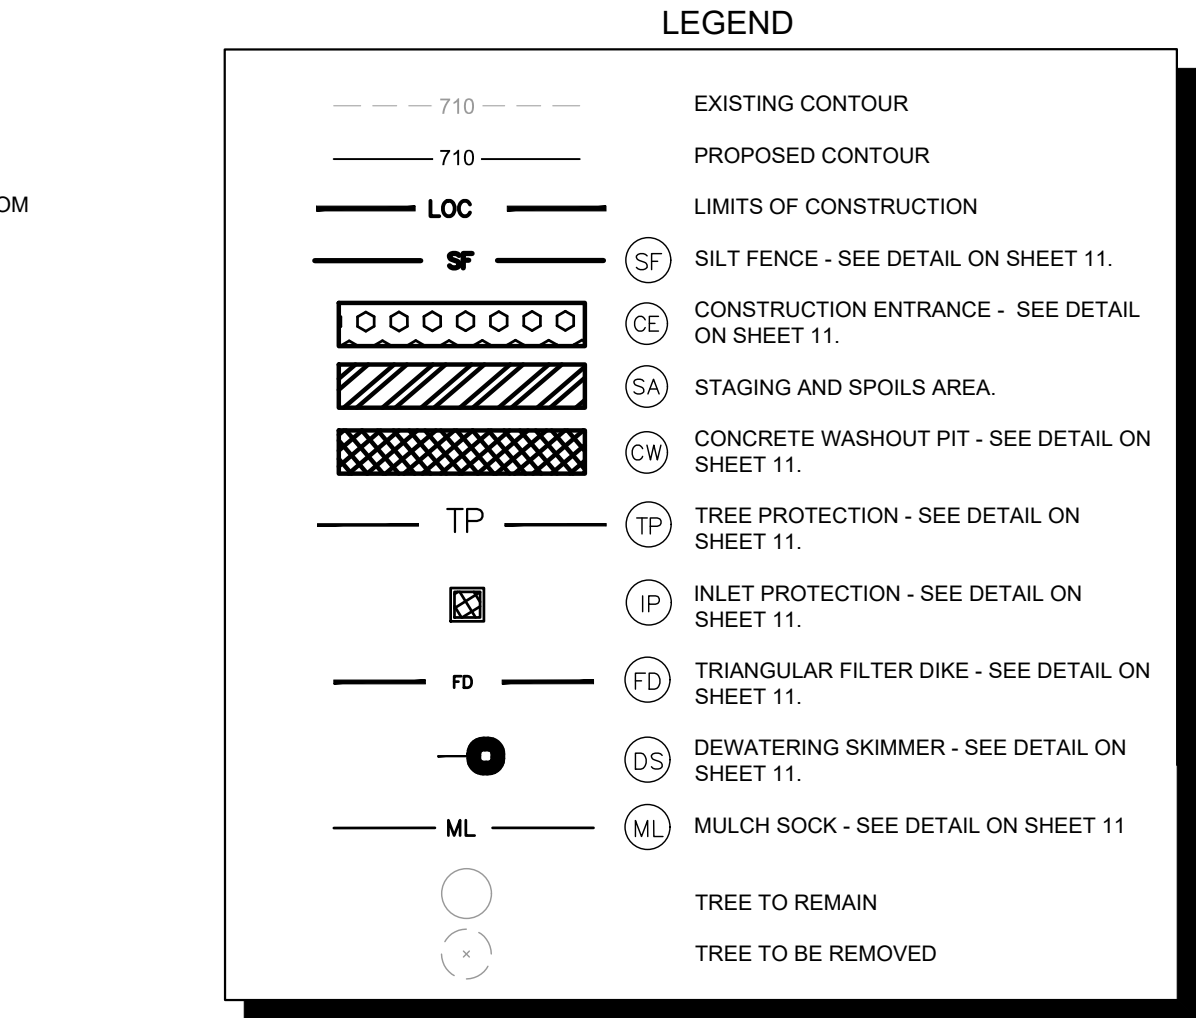 LEGEND
710 EXISTING CONTOUR
710 PROPOSED CONTOUR
OM
LOC LIMITS OF CONSTRUCTION
SF SF SILT FENCE - SEE DETAIL ON SHEET 11.
CE CONSTRUCTION ENTRANCE - SEE DETAIL
ON SHEET 11.
SA STAGING AND SPOILS AREA.
CW CONCRETE WASHOUT PIT - SEE DETAIL ON
SHEET 11.
TP TP TREE PROTECTION - SEE DETAIL ON
SHEET 11.
IP INLET PROTECTION - SEE DETAIL ON
SHEET 11.
FD FD TRIANGULAR FILTER DIKE - SEE DETAIL ON
SHEET 11.
DS DEWATERING SKIMMER - SEE DETAIL ON
SHEET 11.
ML ML MULCH SOCK - SEE DETAIL ON SHEET 11
TREE TO REMAIN
TREE TO BE REMOVED